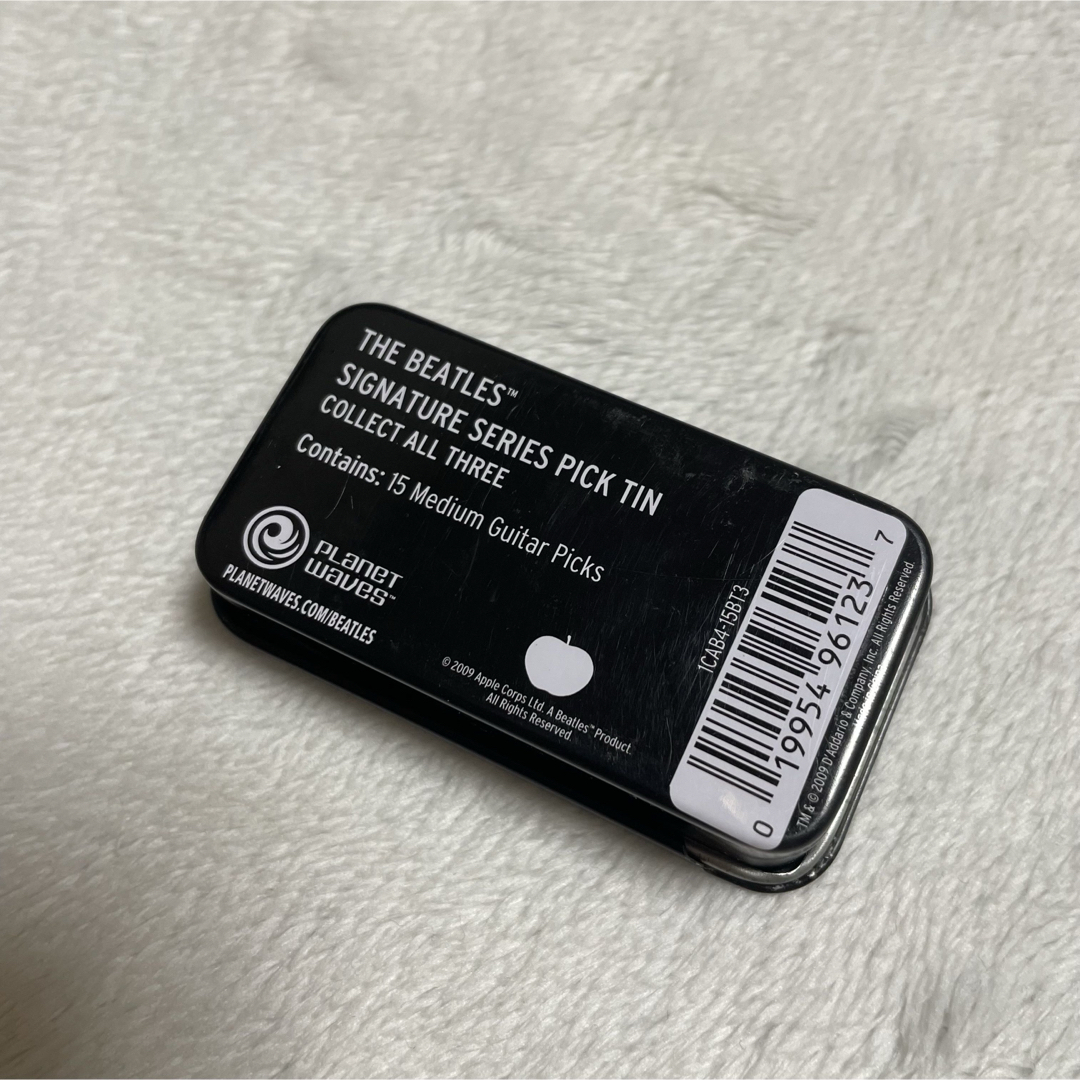 THE BEATLES™
SIGNATURE SERIES PICK TIN
COLLECT ALL THREE
Contains: 15 Medium Guitar Picks
PLANET
WAVES™
PLANETWAVES.COM/BEATLES
© 2009 Apple Corps Ltd. A Beatles™ Product.
All Rights Reserved.
1CAB4-15BT3
0 19954 96123 7
TM & © 2009 D'Addario & Company, Inc. All Rights Reserved.